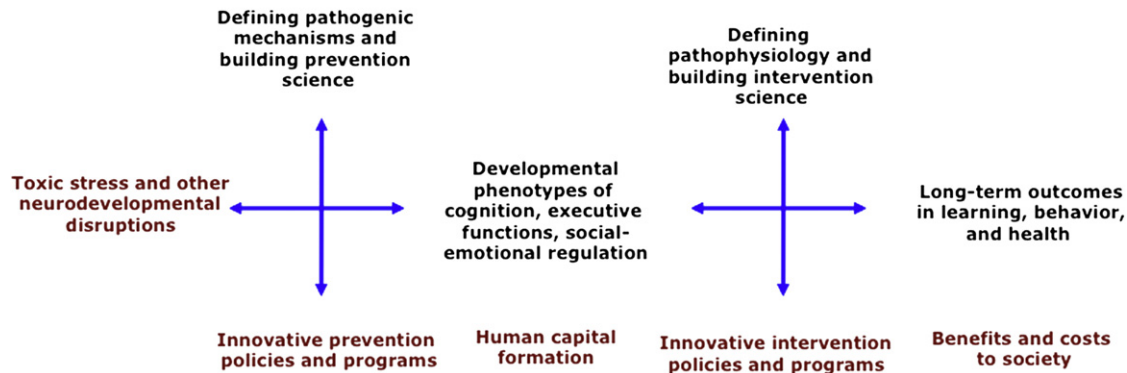 Defining pathogenic
mechanisms and
building prevention
science
Defining
pathophysiology and
building intervention
science
Toxic stress and other
neurodevelopmental
disruptions
Developmental
phenotypes of
cognition, executive
functions, social-
emotional regulation
Long-term outcomes
in learning, behavior,
and health
Innovative prevention
policies and programs
Human capital
formation
Innovative intervention
policies and programs
Benefits and costs
to society